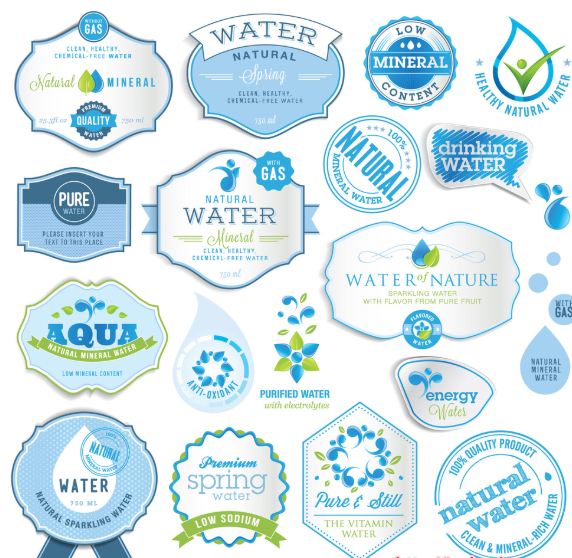 WITHOUT
GAS
CLEAN, HEALTHY,
CHEMICAL-FREE WATER
Natural MINERAL
PREMIUM
25.3fl oz QUALITY 750 ml
WATER
WATER
NATURAL
Spring
CLEAN, HEALTHY,
CHEMICAL-FREE WATER
750 ml
LOW
MINERAL
CONTENT
HEALTHY NATURAL WATER
100%
NATURAL
MINERAL WATER
drinking
WATER
PURE
WATER
PLEASE INSERT YOUR
TEXT TO THIS PLACE
WITH
GAS
NATURAL
WATER
Mineral
CLEAN, HEALTHY,
CHEMICAL-FREE WATER
750 ml
WATER of NATURE
SPARKLING WATER
WITH FLAVOR FROM PURE FRUIT
FLAVORED
WATER
WITH
GAS
NATURAL
MINERAL
WATER
AQUA
NATURAL MINERAL WATER
LOW MINERAL CONTENT
ANTI-OXIDANT
PURIFIED WATER
with electrolytes
energy
Water
100%
NATURAL
MINERAL WATER
WATER
750 ML
NATURAL SPARKLING WATER
Premium
spring
water
LOW SODIUM
Pure & Still
THE VITAMIN
WATER
100% QUALITY PRODUCT
natural
water
CLEAN & MINERAL-RICH WATER